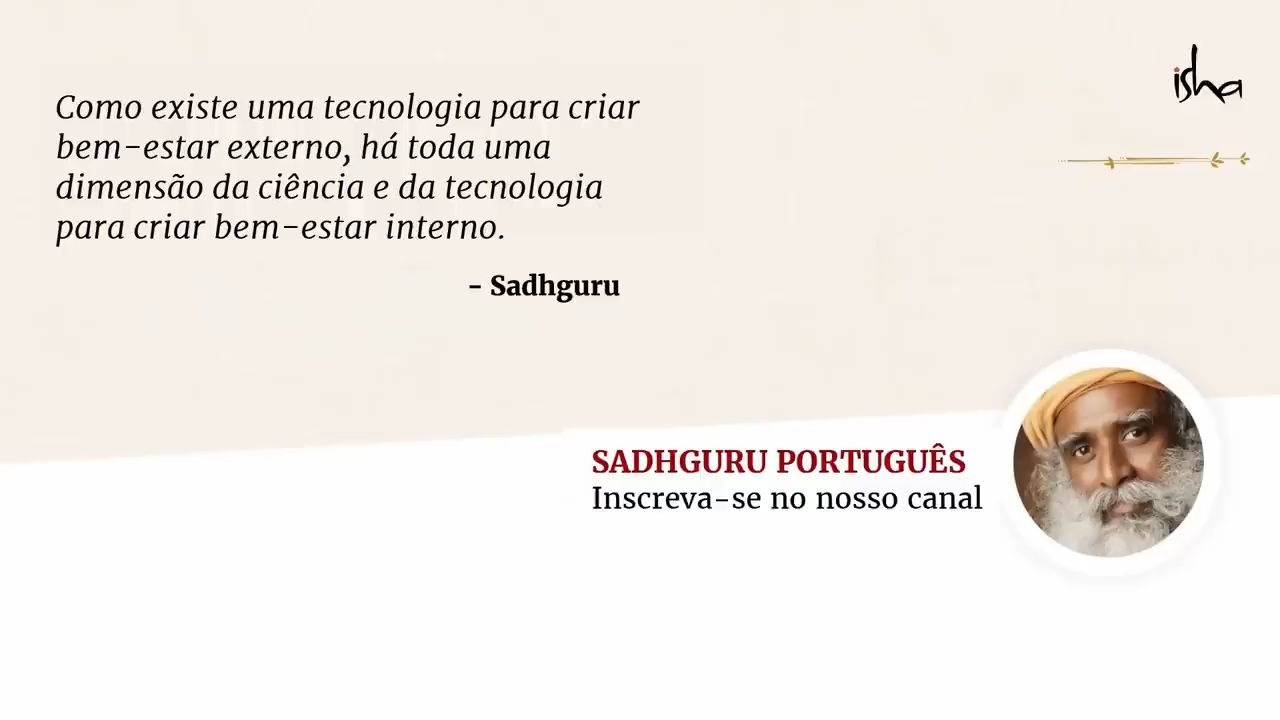 isha
Como existe uma tecnologia para criar
bem-estar externo, há toda uma
dimensão da ciência e da tecnologia
para criar bem-estar interno.
- Sadhguru
SADHGURU PORTUGUÊS
Inscreva-se no nosso canal